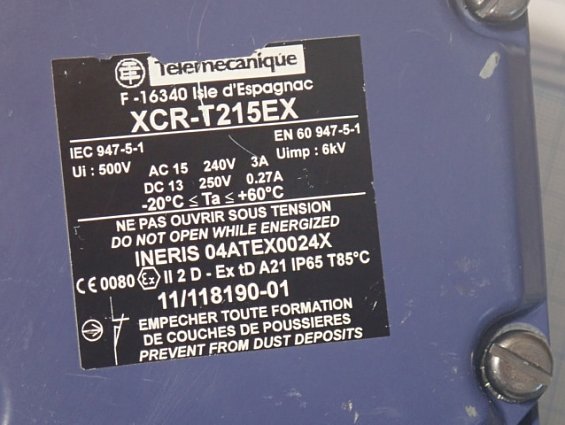 Telemecanique
F -16340 Isle d'Espagnac
XCR-T215EX
IEC 947-5-1 EN 60 947-5-1
Ui : 500V AC 15 240V 3A Uimp : 6kV
DC 13 250V 0.27A
-20°C ≤ Ta ≤ +60°C
NE PAS OUVRIR SOUS TENSION
DO NOT OPEN WHILE ENERGIZED
INERIS 04ATEX0024X
CE 0080 Ex II 2 D - Ex tD A21 IP65 T85°C
11/118190-01
EMPECHER TOUTE FORMATION
DE COUCHES DE POUSSIERES
PREVENT FROM DUST DEPOSITS